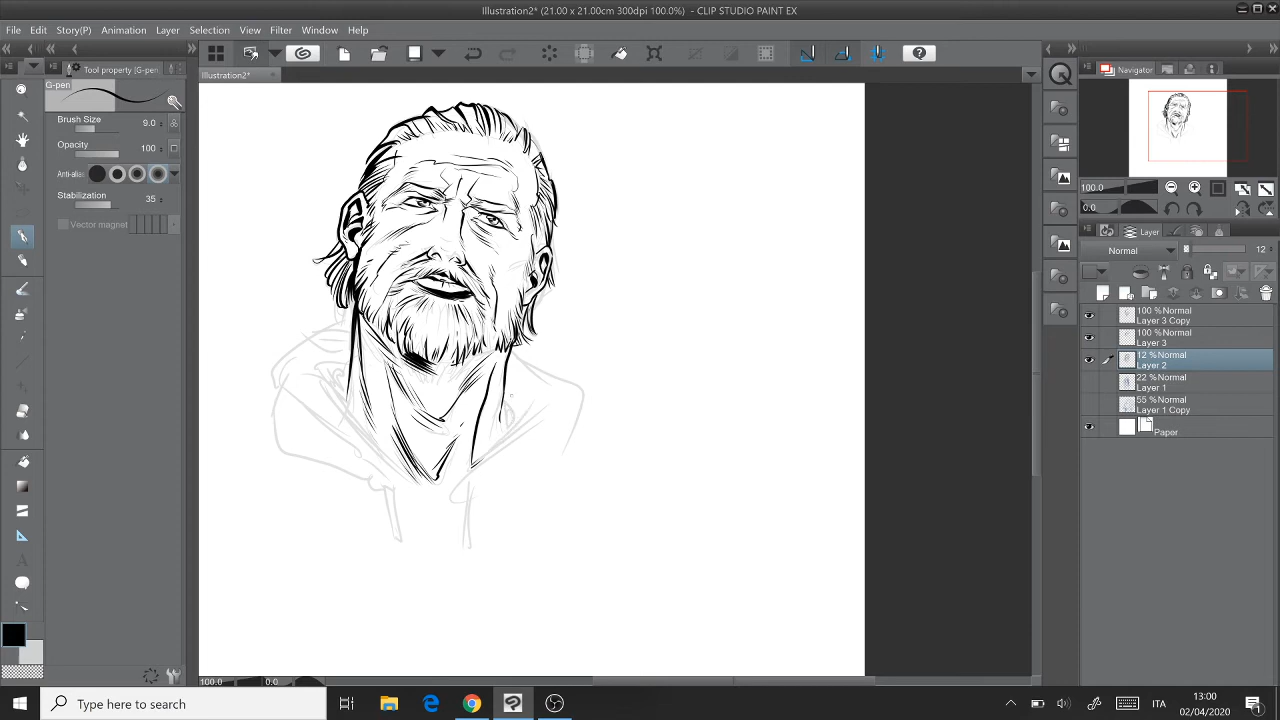 Illustration2* (21.00 x 21.00cm 300dpi 100.0%) - CLIP STUDIO PAINT EX
File Edit Story(P) Animation Layer Selection View Filter Window Help
Tool property [G-pen]
Illustration2*
Navigator
G-pen
Brush Size 9.0
Opacity 100
Anti-alias
Stabilization 35
Vector magnet
100.0
0.0
Layer
Normal 12
100 %Normal
Layer 3 Copy
100 %Normal
Layer 3
12 %Normal
Layer 2
22 %Normal
Layer 1
55 %Normal
Layer 1 Copy
Paper
100.0 0.0
Type here to search
ITA
13:00
02/04/2020
1